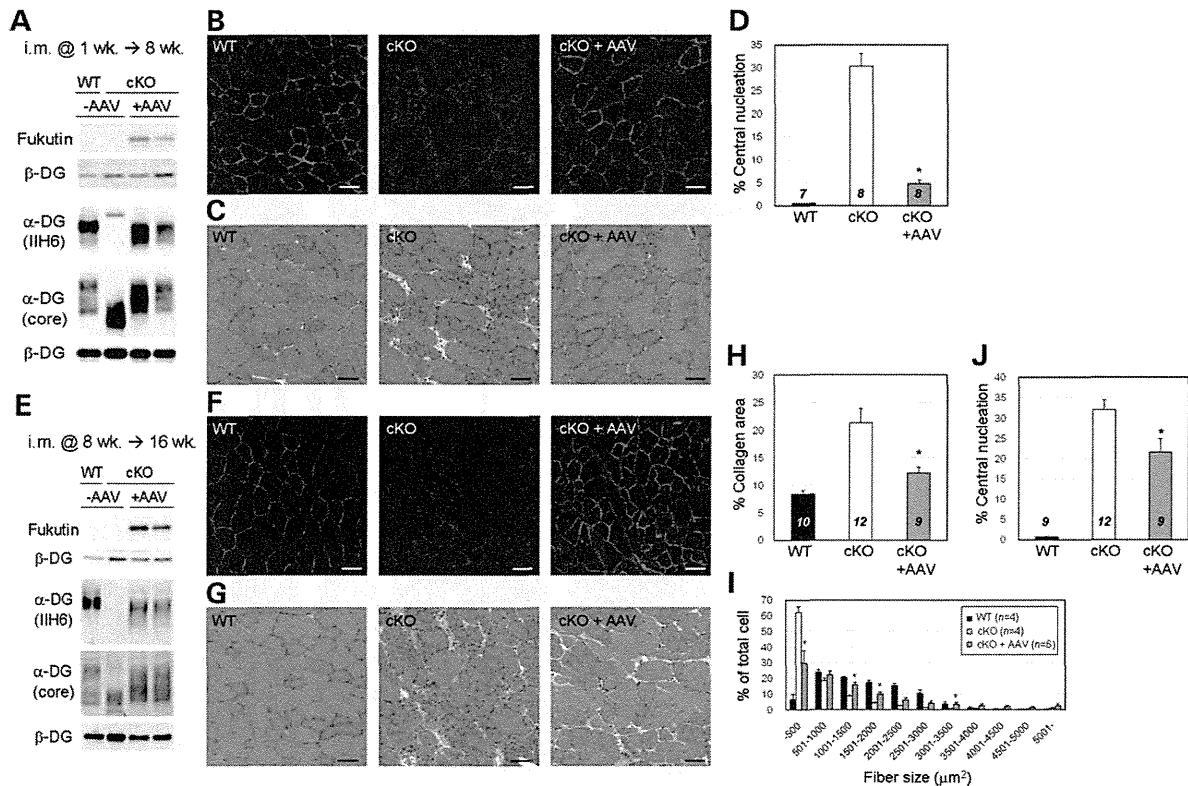 A
i.m. @ 1 wk. → 8 wk.
WT cKO
-AAV +AAV
Fukutin
β-DG
α-DG
(IIH6)
α-DG
(core)
β-DG
B
WT
cKO
cKO + AAV
C
WT
cKO
cKO + AAV
D
% Central nucleation
35
30
25
20
15
10
5
0
7
8
*
8
WT
cKO
cKO
+AAV
E
i.m. @ 8 wk. → 16 wk.
WT cKO
-AAV +AAV
Fukutin
β-DG
α-DG
(IIH6)
α-DG
(core)
β-DG
F
WT
cKO
cKO + AAV
G
WT
cKO
cKO + AAV
H
% Collagen area
30
25
20
15
10
5
0
10
12
*
9
WT
cKO
cKO
+AAV
J
% Central nucleation
40
35
30
25
20
15
10
5
0
9
12
*
9
WT
cKO
cKO
+AAV
I
% of total cell
70
60
50
40
30
20
10
0
WT (n=4)
cKO (n=4)
cKO + AAV (n=6)
*
*
*
*
-500
501-1000
1001-1500
1501-2000
2001-2500
2501-3000
3001-3500
3501-4000
4001-4500
4501-5000
5001-
Fiber size (μm²)